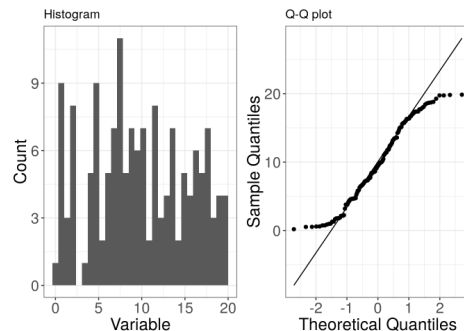 Histogram
Count
9
6
3
0
0 5 10 15 20
Variable
Q-Q plot
Sample Quantiles
20
10
0
-2 -1 0 1 2
Theoretical Quantiles